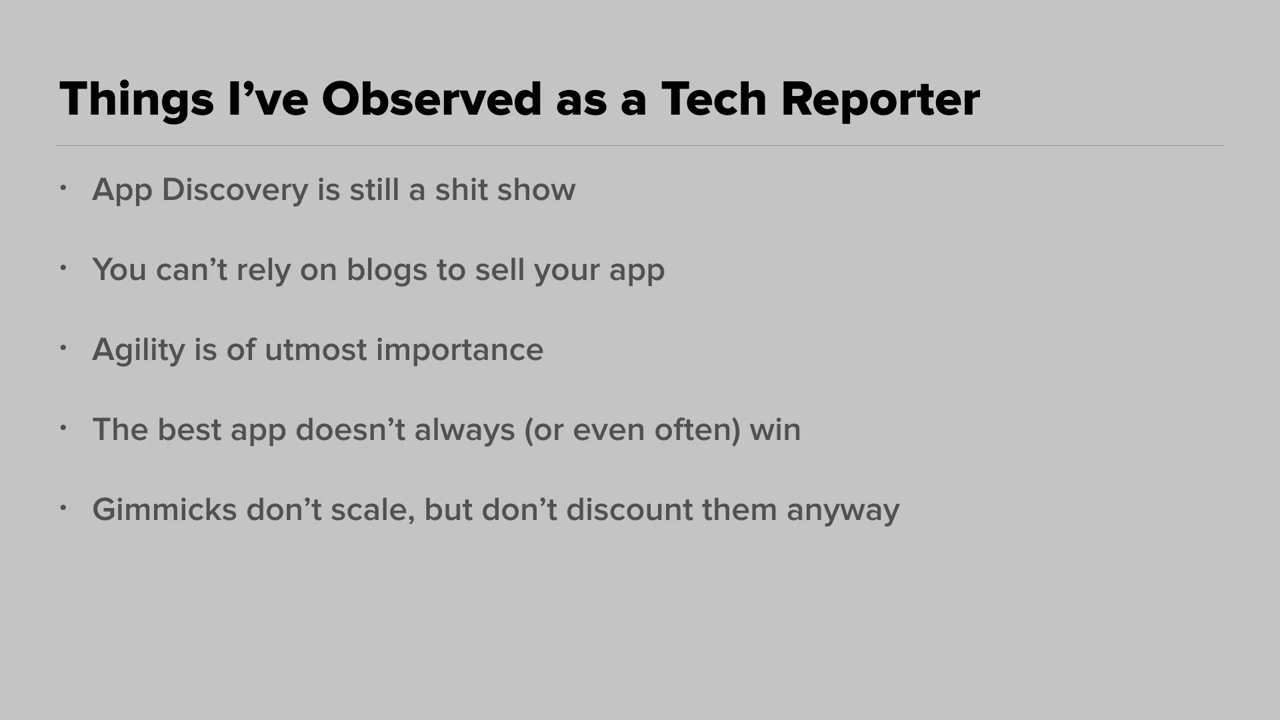 Things I’ve Observed as a Tech Reporter
• App Discovery is still a shit show
• You can’t rely on blogs to sell your app
• Agility is of utmost importance
• The best app doesn’t always (or even often) win
• Gimmicks don’t scale, but don’t discount them anyway